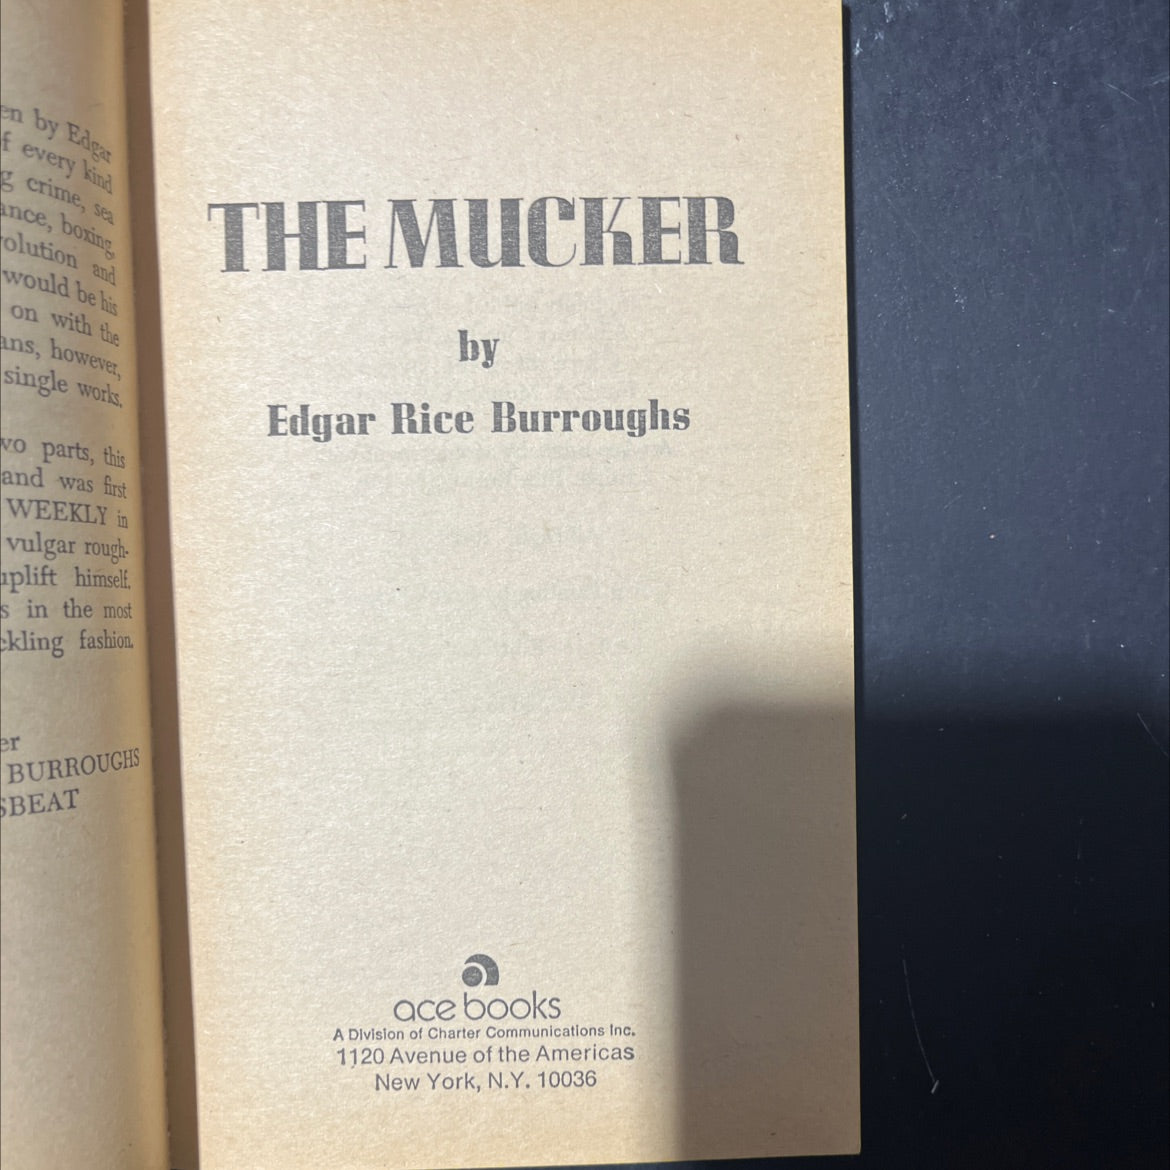 en by Edgar
f every kind
g crime, sea
ance, boxing,
olution and
would be his
on with the
ans, however,
single works.
wo parts, this
and was first
WEEKLY in
vulgar rough-
uplift himself.
s in the most
ckling fashion.
er
BURROUGHS
SBEAT
THE MUCKER
by
Edgar Rice Burroughs
ace books
A Division of Charter Communications Inc.
1120 Avenue of the Americas
New York, N.Y. 10036